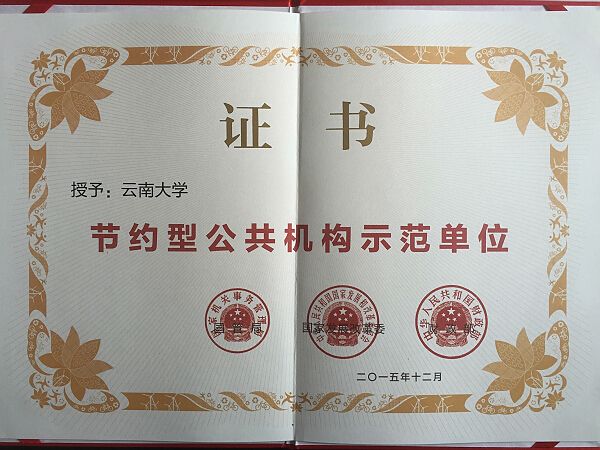 证书
授予：云南大学
节约型公共机构示范单位
国管局 国家发展改革委 财政部
二〇一五年十二月